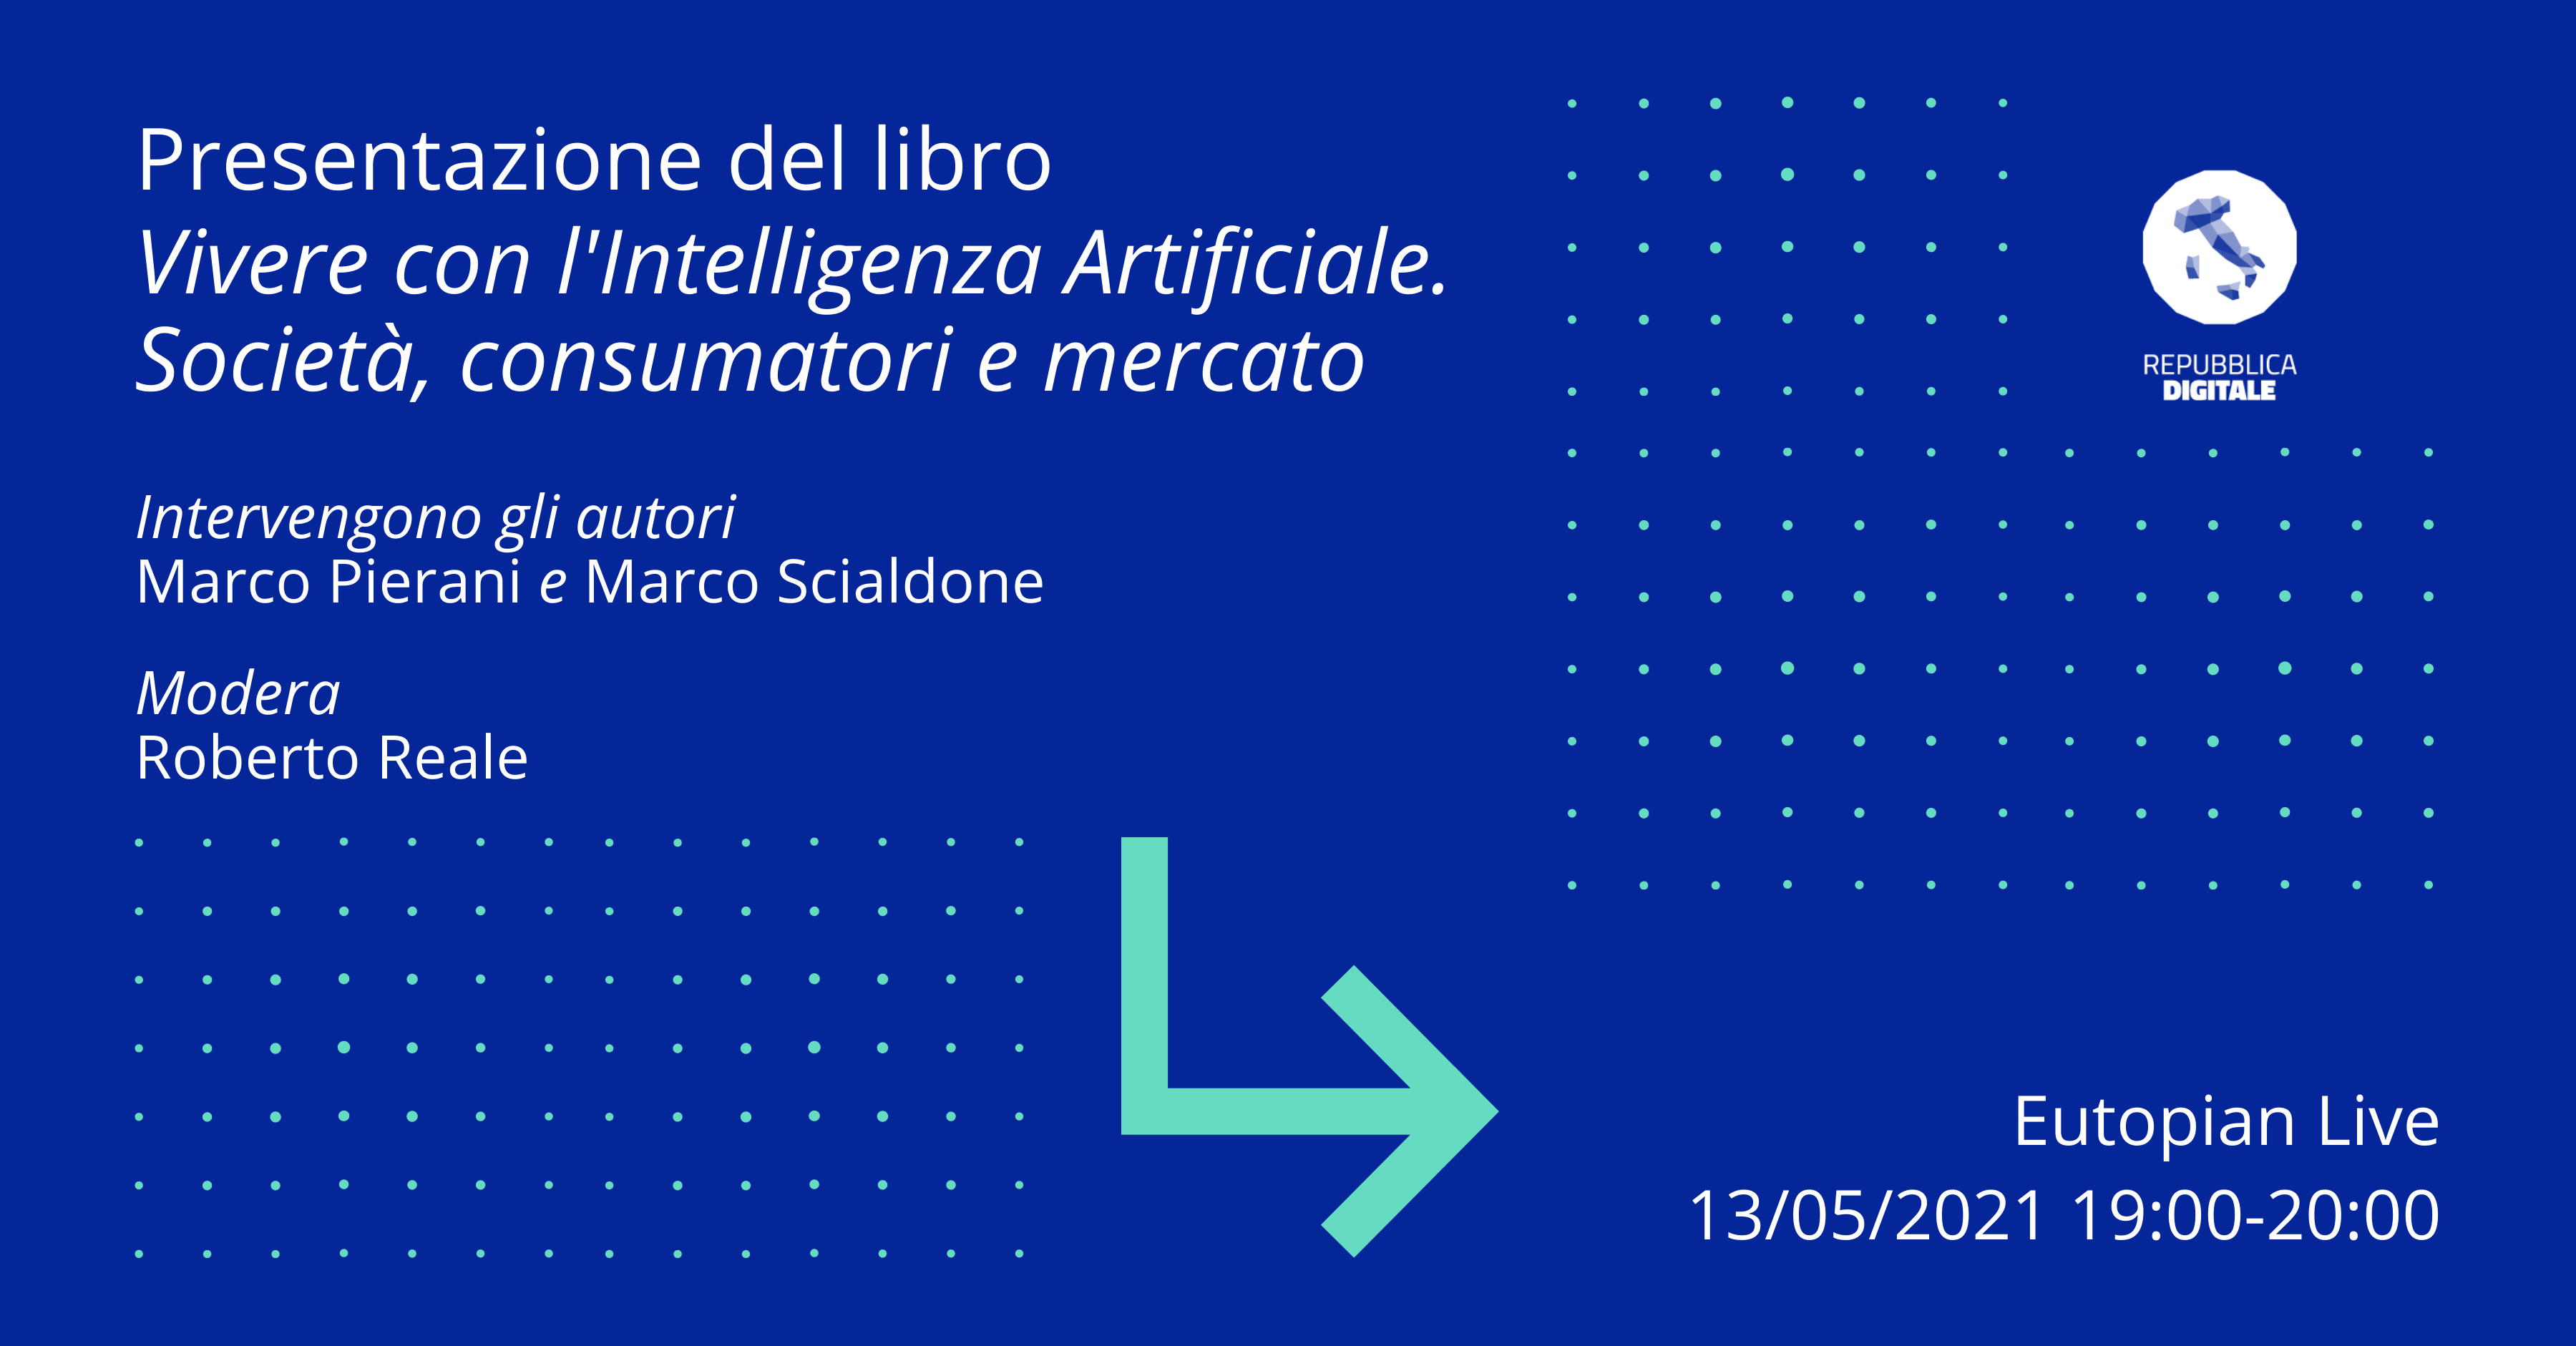 Presentazione del libro
Vivere con l'Intelligenza Artificiale.
Società, consumatori e mercato
Intervengono gli autori
Marco Pierani e Marco Scialdone
Modera
Roberto Reale
REPUBBLICA
DIGITALE
Eutopian Live
13/05/2021 19:00-20:00